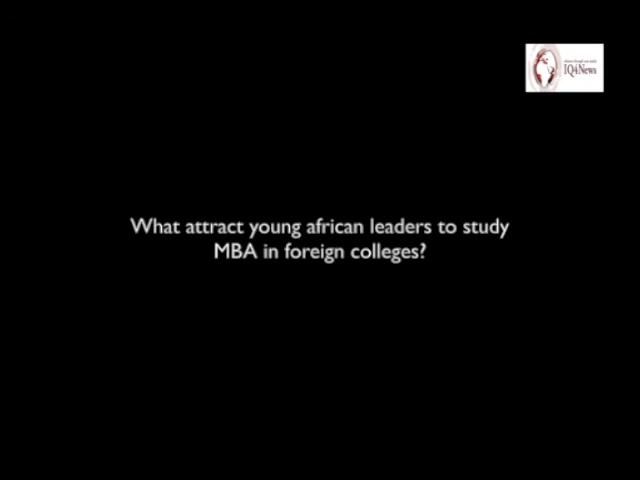 IQ4News
What attract young african leaders to study
MBA in foreign colleges?